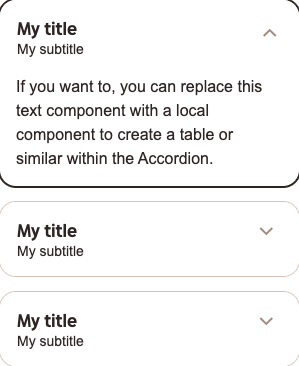 My title
My subtitle
If you want to, you can replace this
text component with a local
component to create a table or
similar within the Accordion.
My title
My subtitle
My title
My subtitle